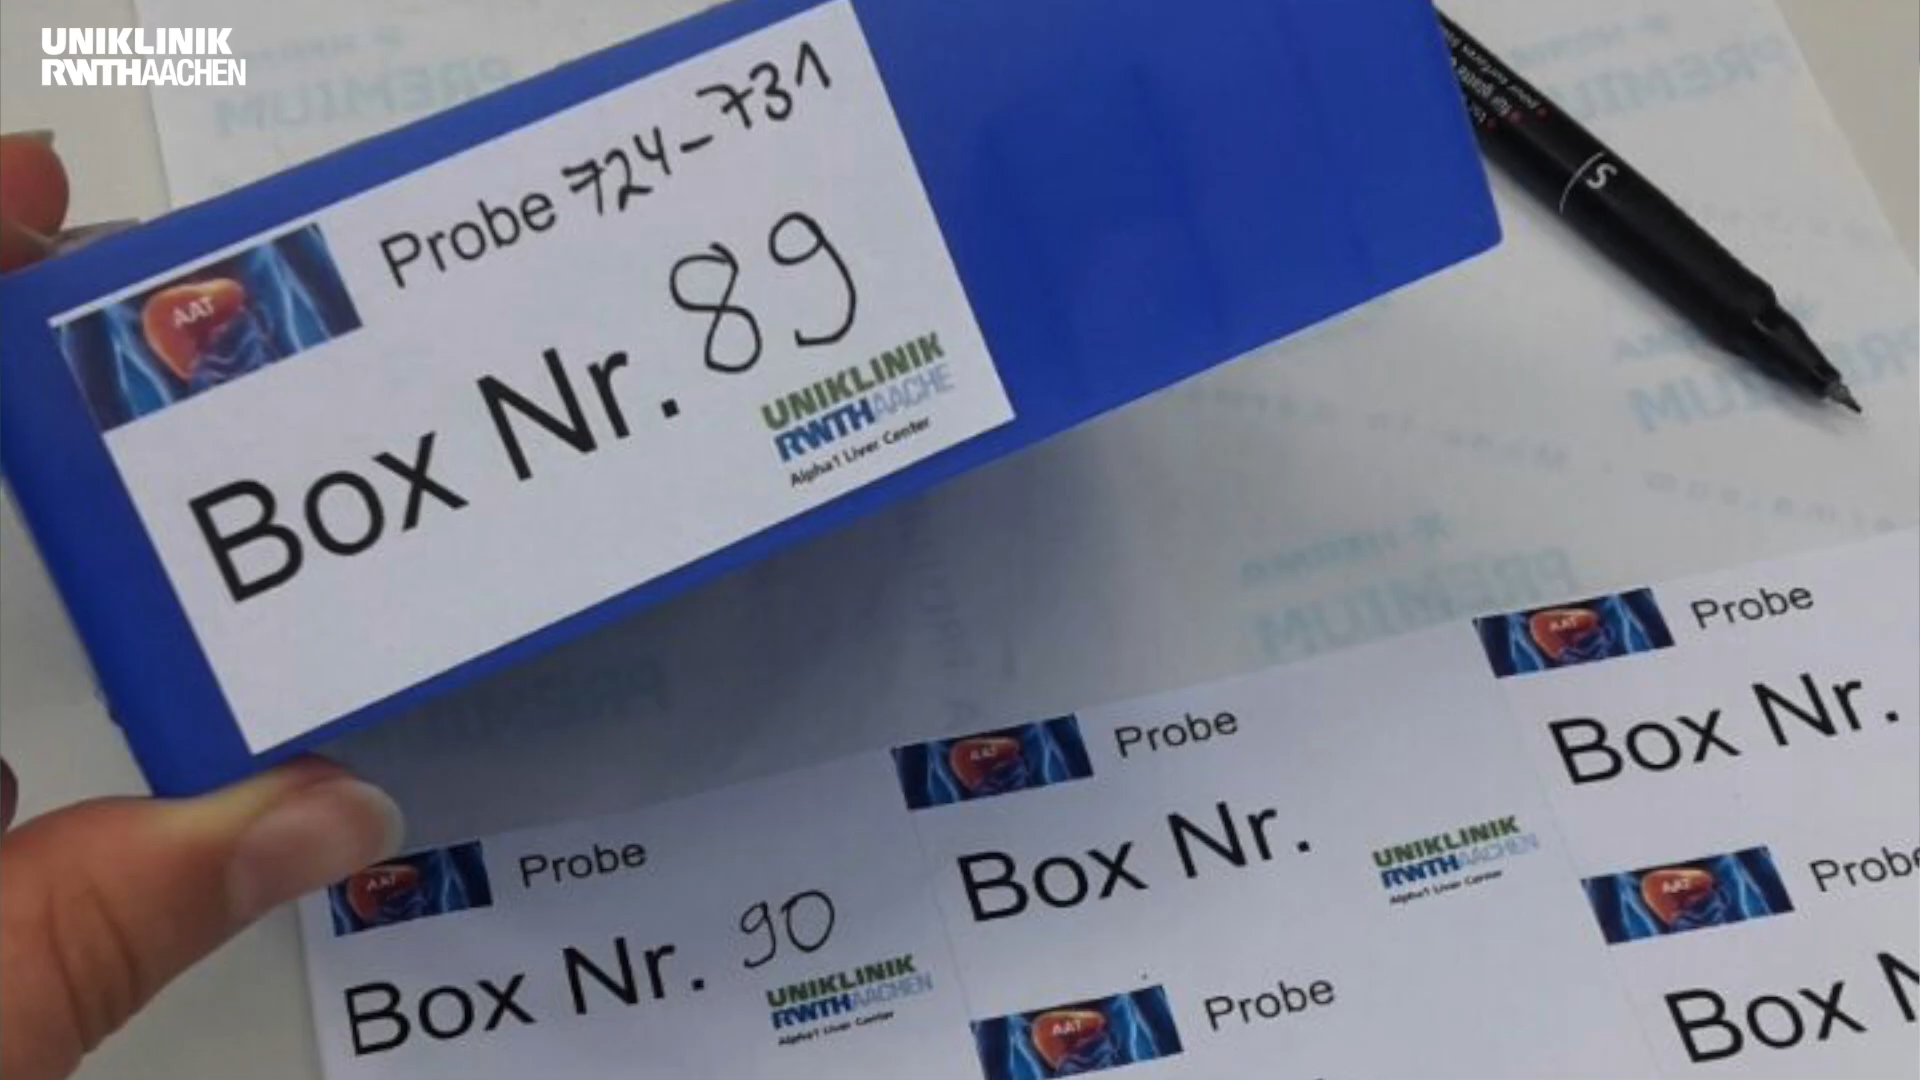 UNIKLINIK
RWTHAACHEN
Probe 724-731
AAT
Box Nr. 89
UNIKLINIK
RWTHAACHE
Alpha1 Liver Center
S
PREMIUM
PREMIUM
Probe
AAT
Box Nr.
Probe
AAT
Box Nr.
UNIKLINIK
RWTHAACHEN
Alpha1 Liver Center
Probe
AAT
Box Nr. 90
UNIKLINIK
RWTHAACHEN
Alpha1 Liver Center
Probe
AAT
Box N
Probe
AAT